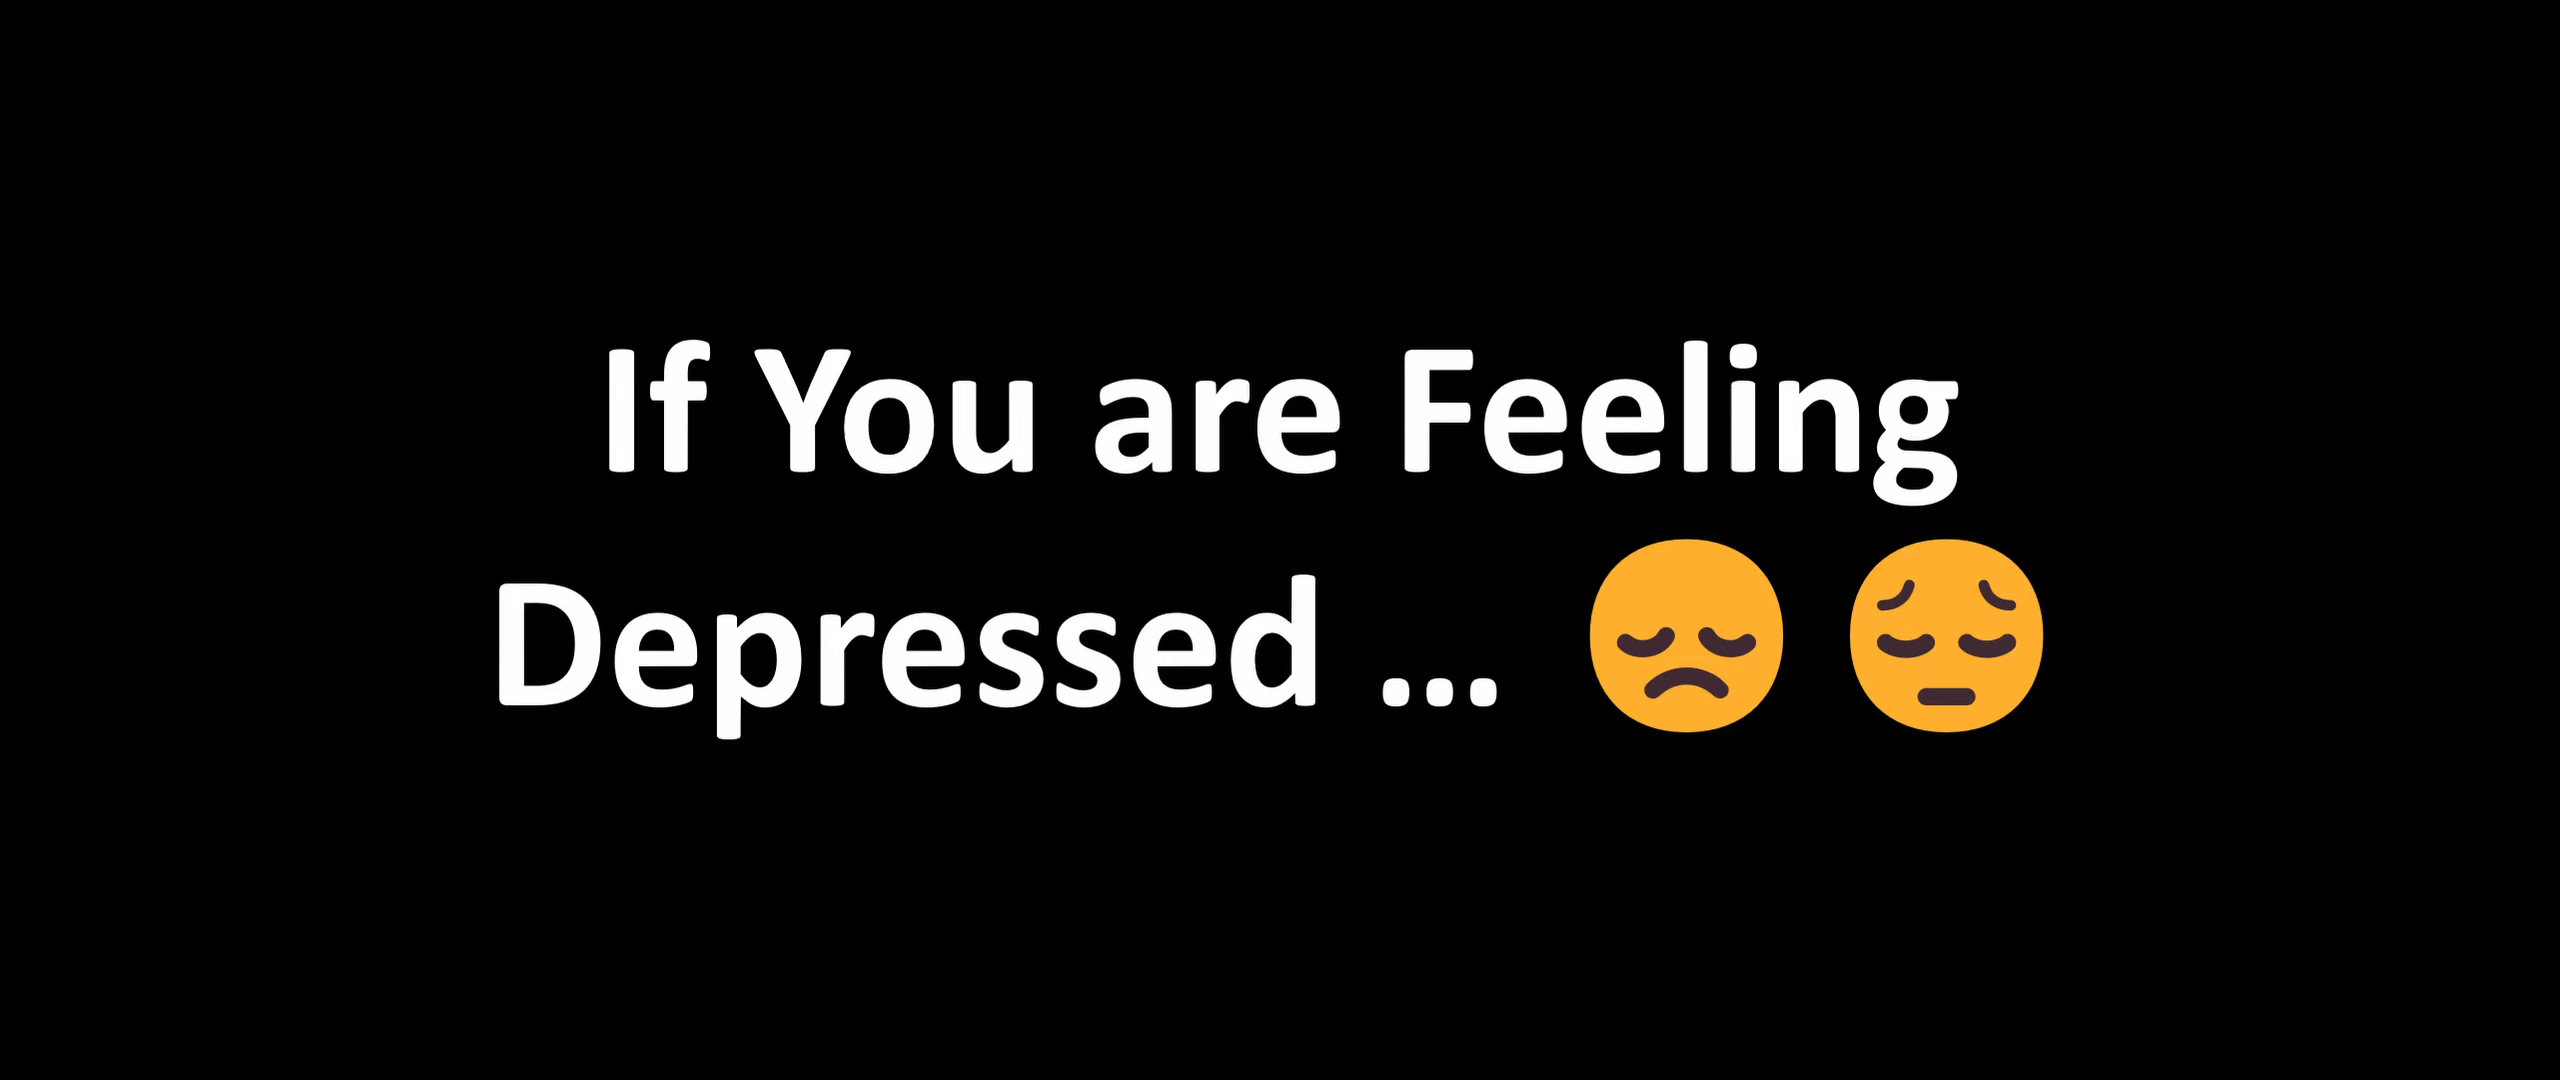 If You are Feeling
Depressed ... 😞 😔